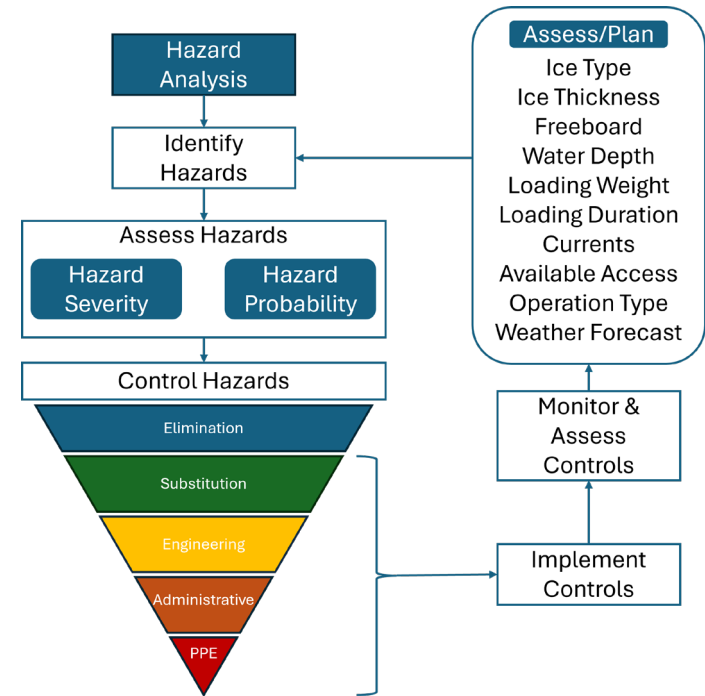 Hazard
Analysis
Identify
Hazards
Assess Hazards
Hazard
Severity
Hazard
Probability
Control Hazards
Elimination
Substitution
Engineering
Administrative
PPE
Assess/Plan
Ice Type
Ice Thickness
Freeboard
Water Depth
Loading Weight
Loading Duration
Currents
Available Access
Operation Type
Weather Forecast
Monitor &
Assess
Controls
Implement
Controls